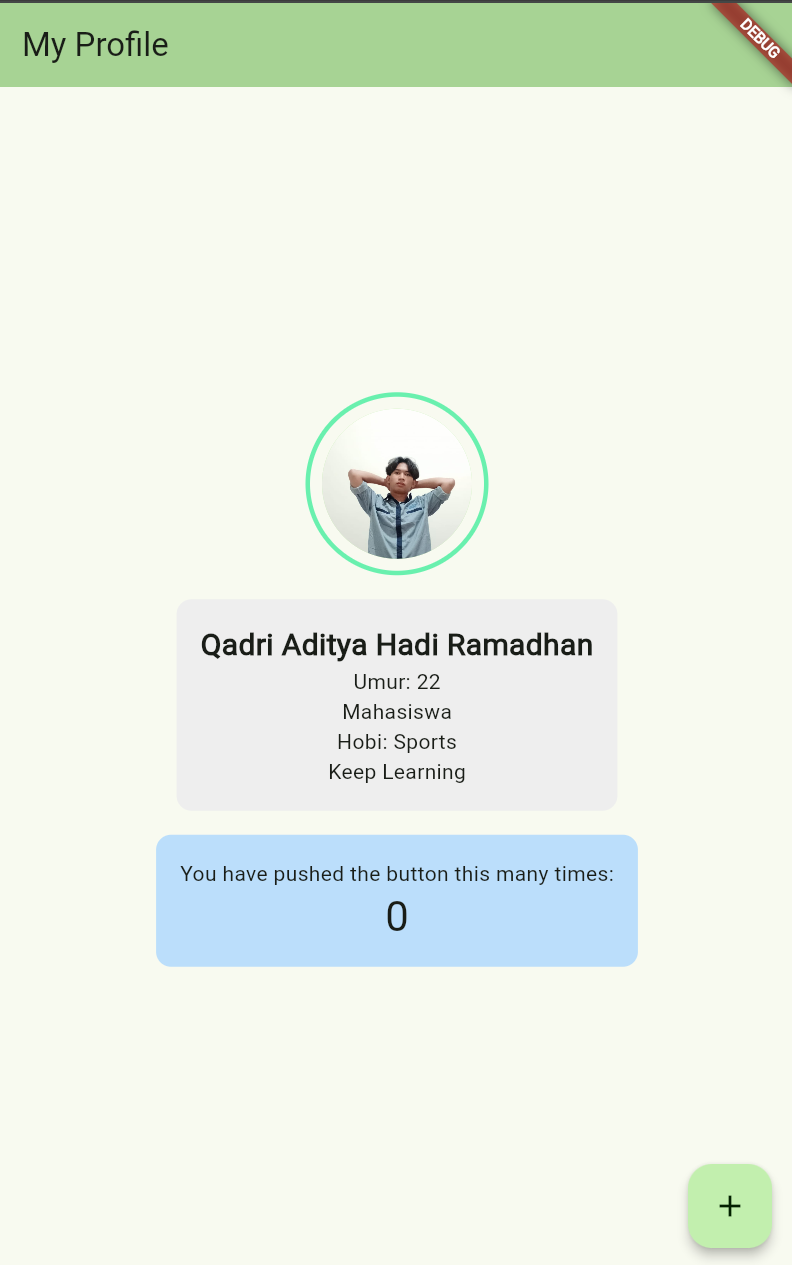 My Profile
DEBUG
Qadri Aditya Hadi Ramadhan
Umur: 22
Mahasiswa
Hobi: Sports
Keep Learning
You have pushed the button this many times:
0
+